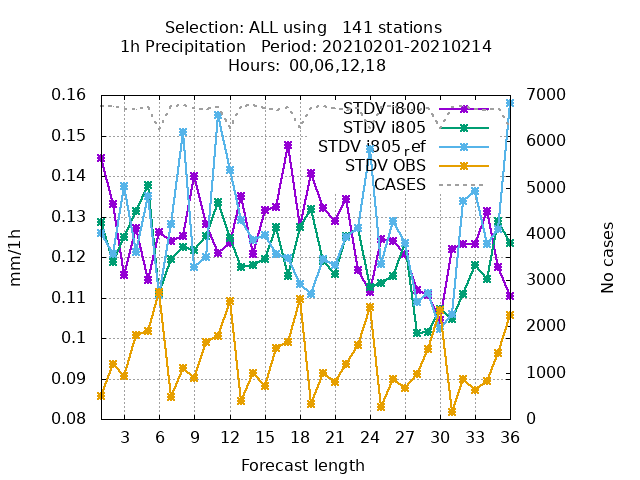 Selection: ALL using   141 stations
1h Precipitation   Period: 20210201-20210214
Hours:  00,06,12,18
0.16
0.15
0.14
0.13
0.12
0.11
0.1
0.09
0.08
7000
6000
5000
4000
3000
2000
1000
0
mm/1h
No cases
STDV i800
STDV i805
STDV i805ref
STDV OBS
CASES
3 6 9 12 15 18 21 24 27 30 33 36
Forecast length